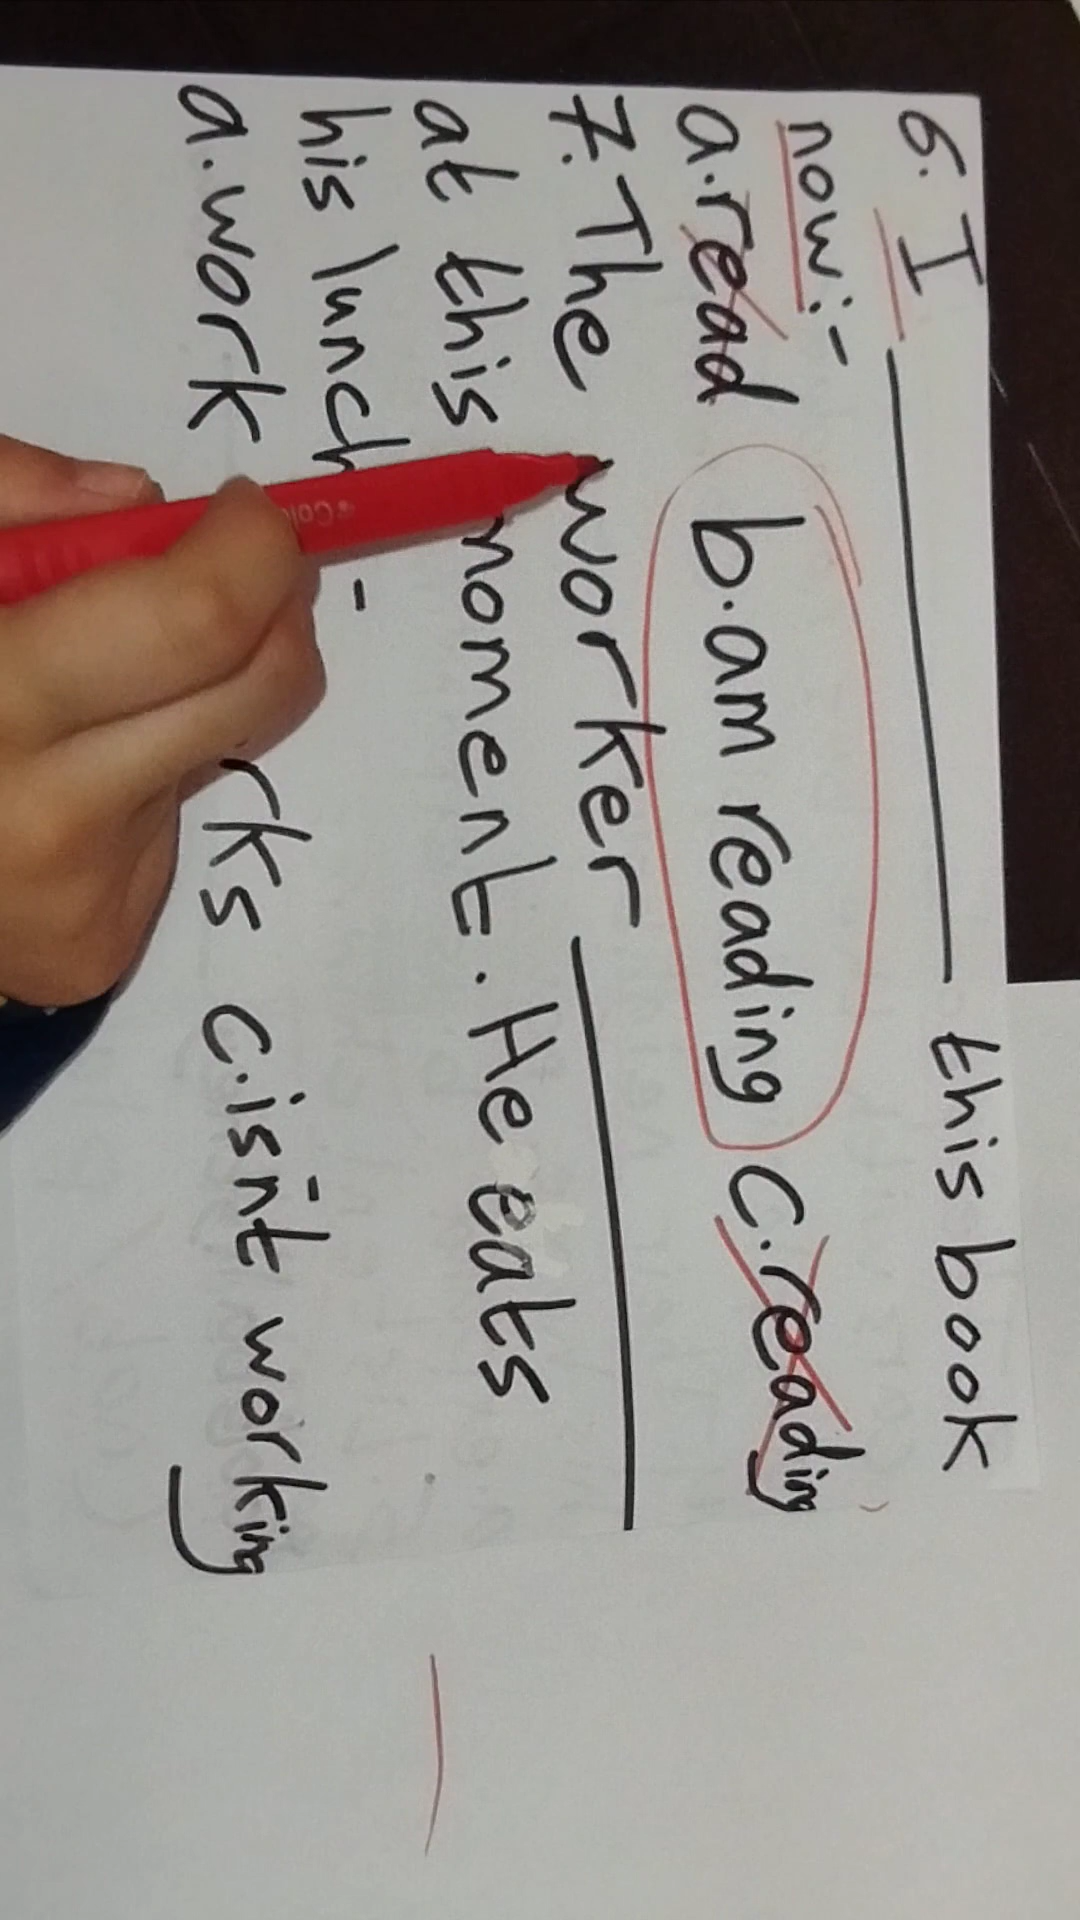 6. I ________ this book
now:-
a.read b.am reading c.reading
7. The worker ________
at this moment. He eats
his lunch -
a.work rks c.isn't working